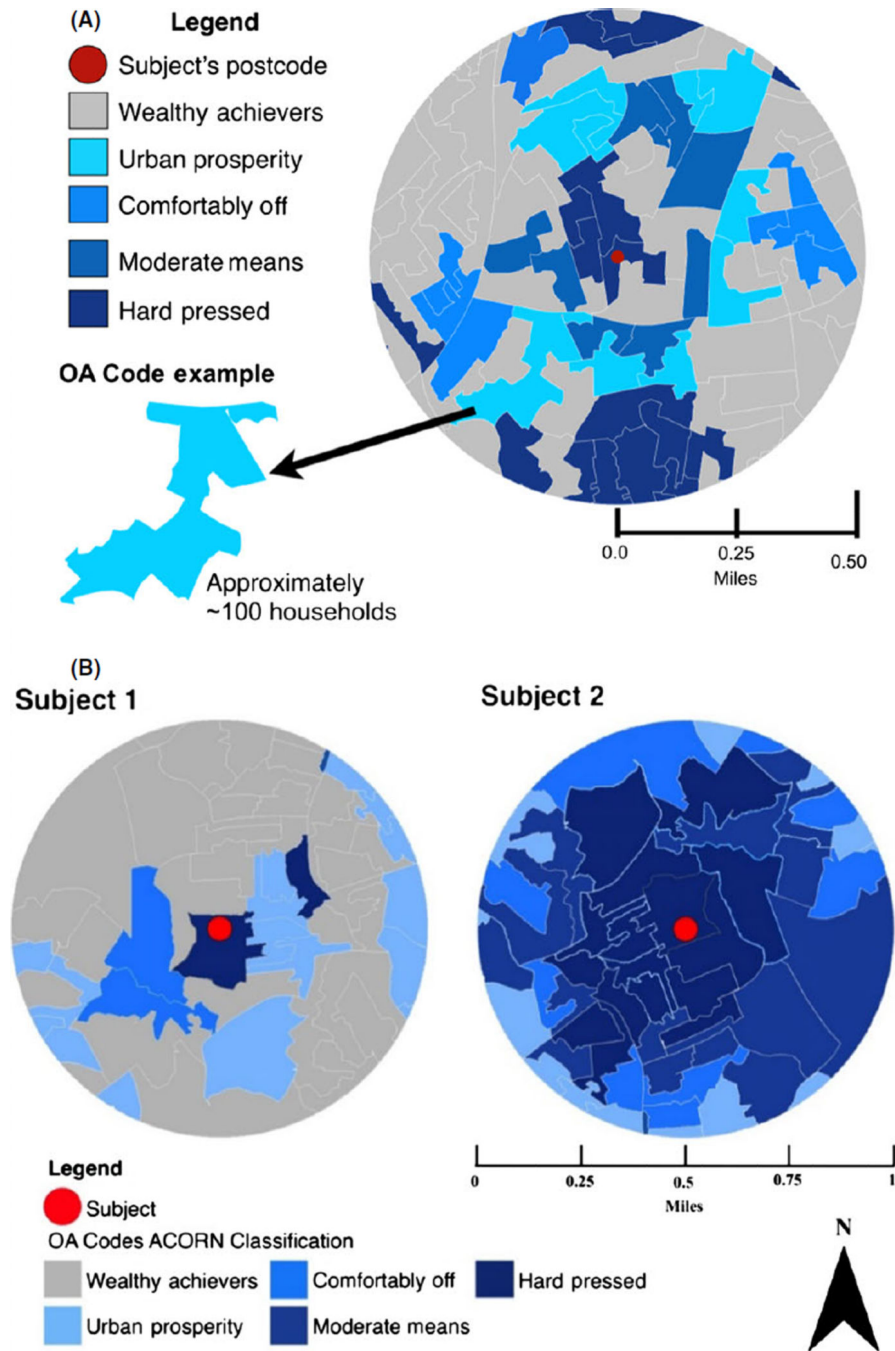 (A)
Legend
Subject's postcode
Wealthy achievers
Urban prosperity
Comfortably off
Moderate means
Hard pressed
OA Code example
Approximately
~100 households
0.0
0.25
0.50
Miles
(B)
Subject 1
Subject 2
0
0.25
0.5
0.75
1
Miles
Legend
Subject
OA Codes ACORN Classification
Wealthy achievers
Comfortably off
Hard pressed
Urban prosperity
Moderate means
N